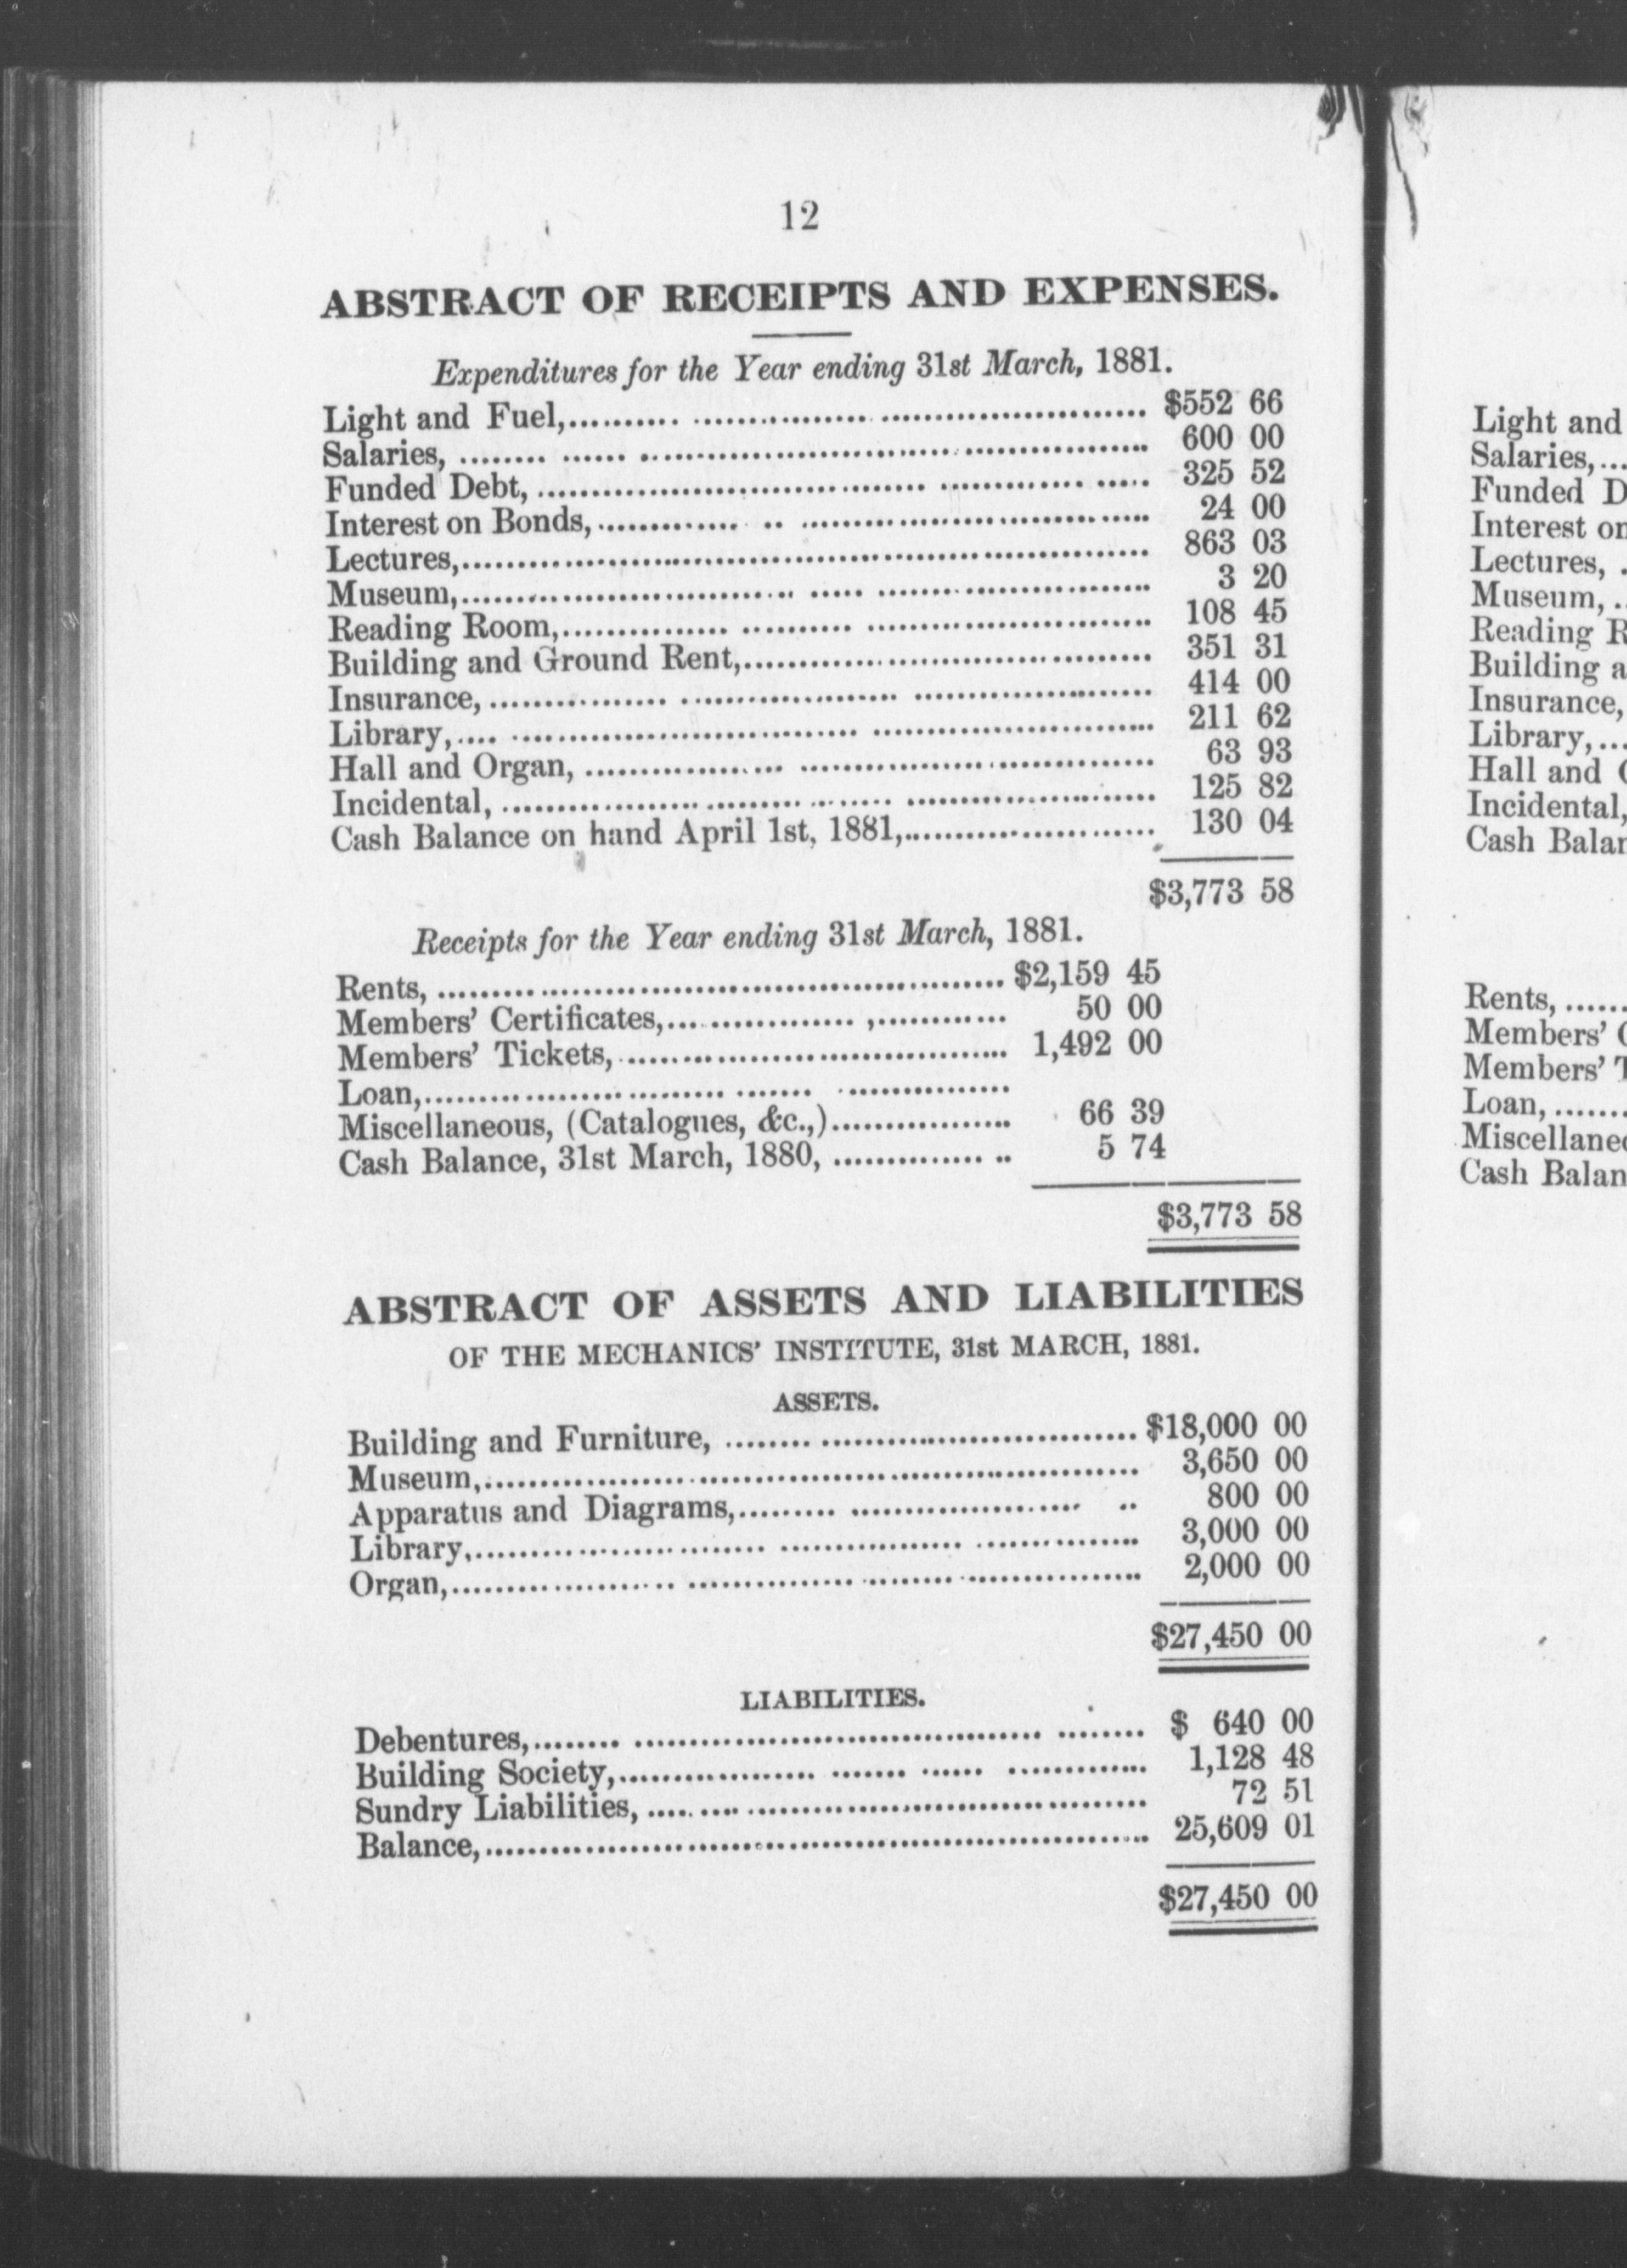 12
ABSTRACT OF RECEIPTS AND EXPENSES.
Expenditures for the Year ending 31st March, 1881.
Light and Fuel,.......... $552 66
Salaries, .......... 600 00
Funded Debt, .......... 325 52
Interest on Bonds, .......... 24 00
Lectures, .......... 863 03
Museum, .......... 3 20
Reading Room, .......... 108 45
Building and Ground Rent, .......... 351 31
Insurance, .......... 414 00
Library, .......... 211 62
Hall and Organ, .......... 63 93
Incidental, .......... 125 82
Cash Balance on hand April 1st, 1881, .......... 130 04
$3,773 58
Receipts for the Year ending 31st March, 1881.
Rents, .......... $2,159 45
Members' Certificates, .......... 50 00
Members' Tickets, .......... 1,492 00
Loan, ..........
Miscellaneous, (Catalogues, &c.,) .......... 66 39
Cash Balance, 31st March, 1880, .......... 5 74
$3,773 58
ABSTRACT OF ASSETS AND LIABILITIES
OF THE MECHANICS' INSTITUTE, 31st MARCH, 1881.
ASSETS.
Building and Furniture, .......... $18,000 00
Museum, .......... 3,650 00
Apparatus and Diagrams, .......... 800 00
Library, .......... 3,000 00
Organ, .......... 2,000 00
$27,450 00
LIABILITIES.
Debentures, .......... $ 640 00
Building Society, .......... 1,128 48
Sundry Liabilities, .......... 72 51
Balance, .......... 25,609 01
$27,450 00
Light and
Salaries,...
Funded
Interest
Lectures, .
Museum, ..
Reading
Building
Insurance,
Library,...
Hall and
Incidental,
Cash
Rents, ......
Members'
Members'
Loan, .......
Cash